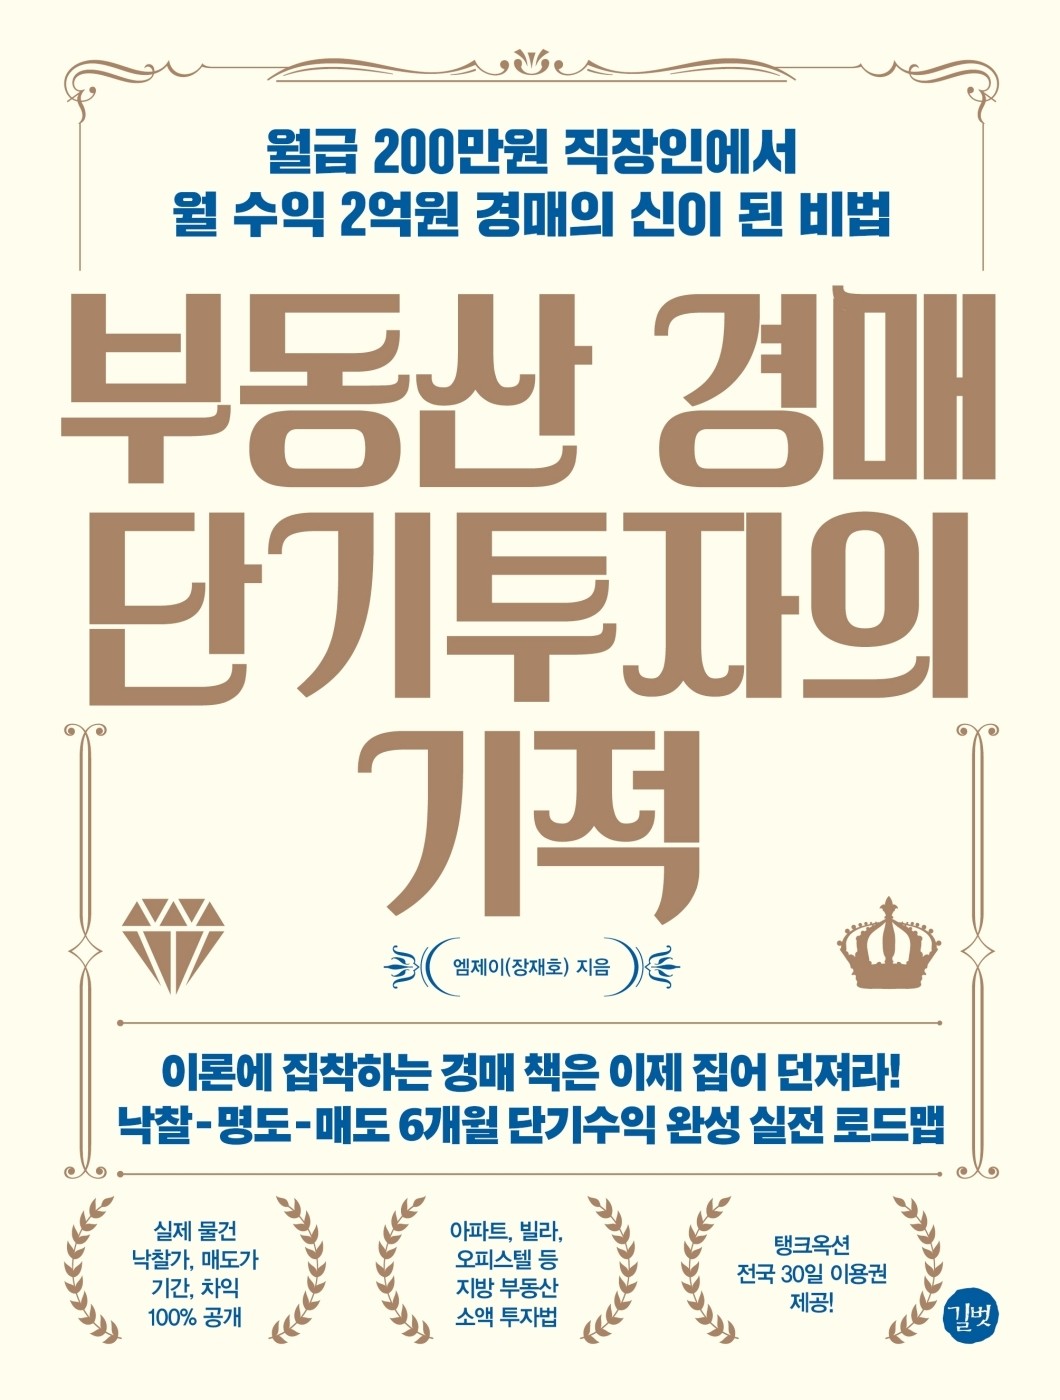 월급 200만원 직장인에서
월 수익 2억원 경매의 신이 된 비법
부동산 경매
단기투자의
기적
엠제이(장재호) 지음
이론에 집착하는 경매 책은 이제 집어 던져라!
낙찰-명도-매도 6개월 단기수익 완성 실전 로드맵
실제 물건
낙찰가, 매도가
기간, 차익
100% 공개
아파트, 빌라,
오피스텔 등
지방 부동산
소액 투자법
탱크옥션
전국 30일 이용권
제공!
길벗